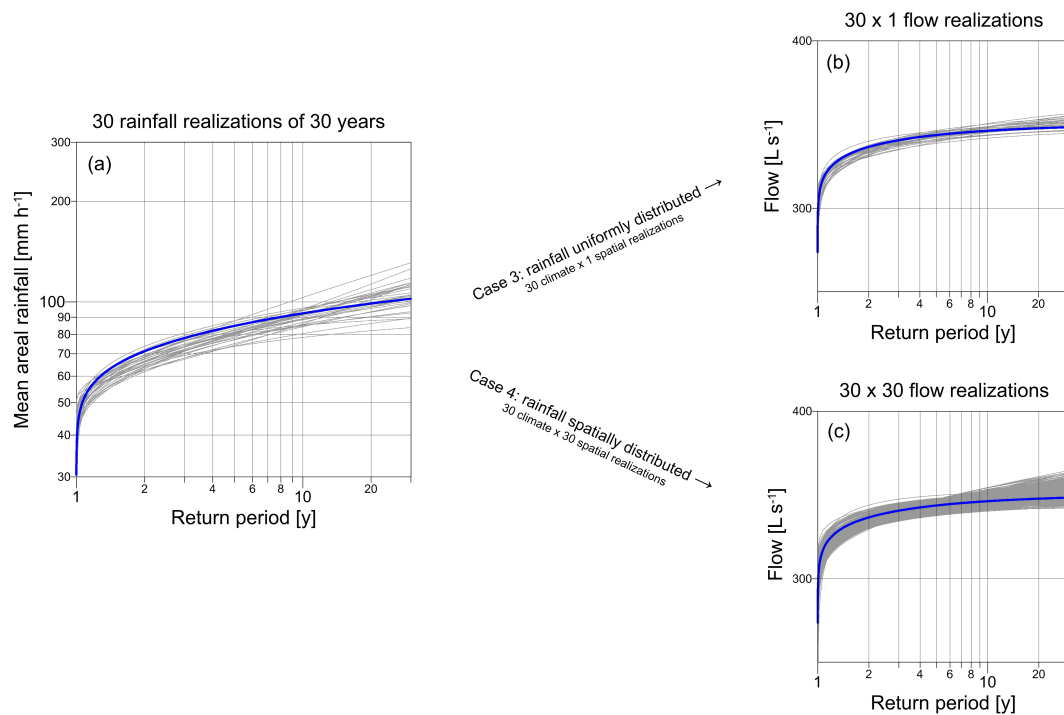 30 rainfall realizations of 30 years
(a)
Mean areal rainfall [mm h⁻¹]
300
200
100
90
80
70
60
50
40
30
1
2
4
6
8
10
20
Return period [y]
Case 3: rainfall uniformly distributed →
30 climate x 1 spatial realizations
Case 4: rainfall spatially distributed →
30 climate x 30 spatial realizations
30 x 1 flow realizations
(b)
Flow [L s⁻¹]
400
300
1
2
4
6
8
10
20
Return period [y]
30 x 30 flow realizations
(c)
Flow [L s⁻¹]
400
300
1
2
4
6
8
10
20
Return period [y]